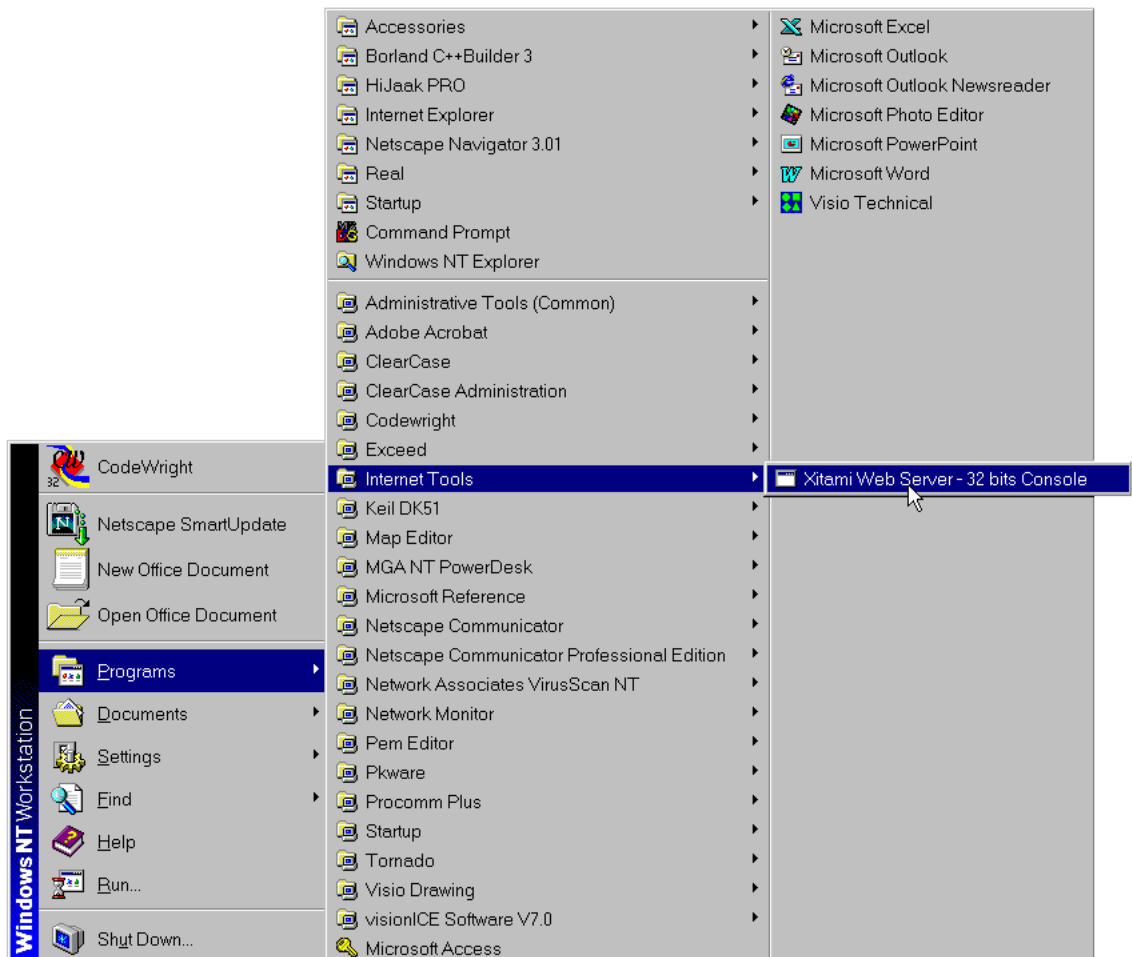 CodeWright
Netscape SmartUpdate
New Office Document
Open Office Document
Programs
Documents
Settings
Find
Help
Run...
Shut Down...
Windows NT Workstation
Accessories
Borland C++Builder 3
HiJaak PRO
Internet Explorer
Netscape Navigator 3.01
Real
Startup
Command Prompt
Windows NT Explorer
Administrative Tools (Common)
Adobe Acrobat
ClearCase
ClearCase Administration
Codewright
Exceed
Internet Tools
Keil DK51
Map Editor
MGA NT PowerDesk
Microsoft Reference
Netscape Communicator
Netscape Communicator Professional Edition
Network Associates VirusScan NT
Network Monitor
Pem Editor
Pkware
Procomm Plus
Startup
Tornado
Visio Drawing
visionICE Software V7.0
Microsoft Access
Microsoft Excel
Microsoft Outlook
Microsoft Outlook Newsreader
Microsoft Photo Editor
Microsoft PowerPoint
Microsoft Word
Visio Technical
Xitami Web Server - 32 bits Console